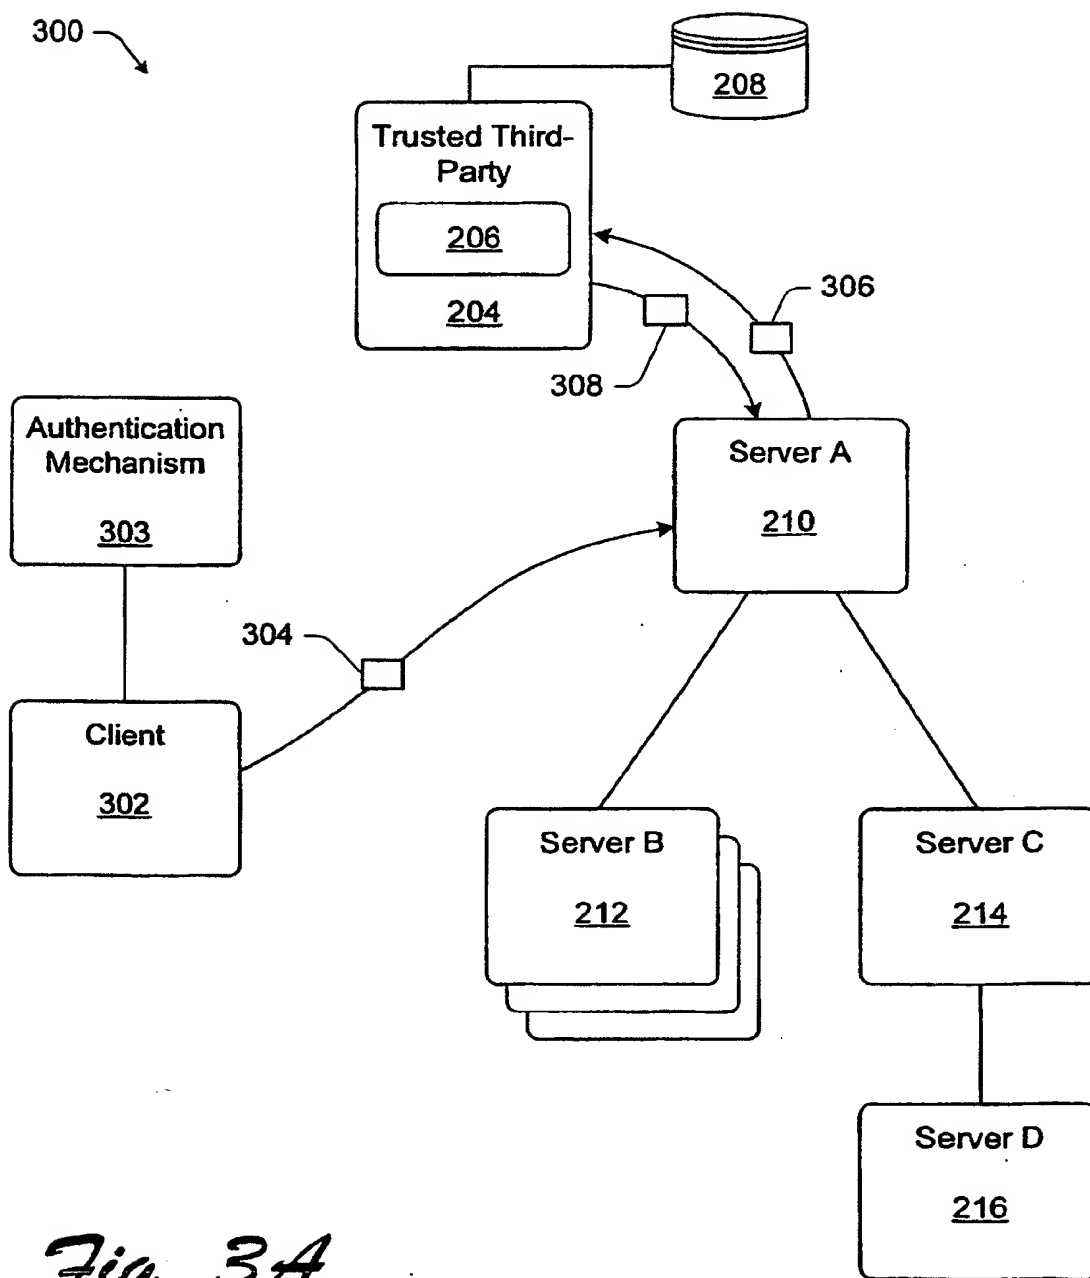 300
208
Trusted Third-
Party
206
204
306
308
Authentication
Mechanism
303
Server A
210
304
Client
302
Server B
212
Server C
214
Server D
216
Fig. 3A